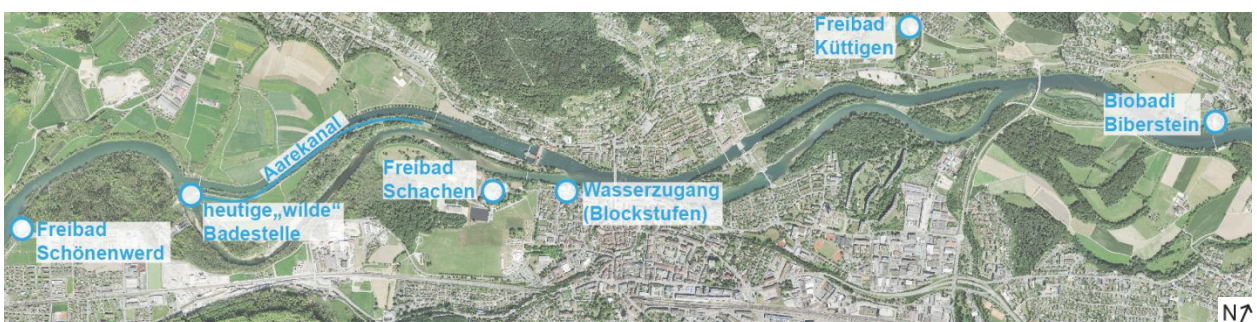 Freibad
Küttigen
Biobadi
Biberstein
Aarekanal
Freibad
Schachen
Wasserzugang
(Blockstufen)
heutige„wilde“
Badestelle
Freibad
Schönenwerd
N